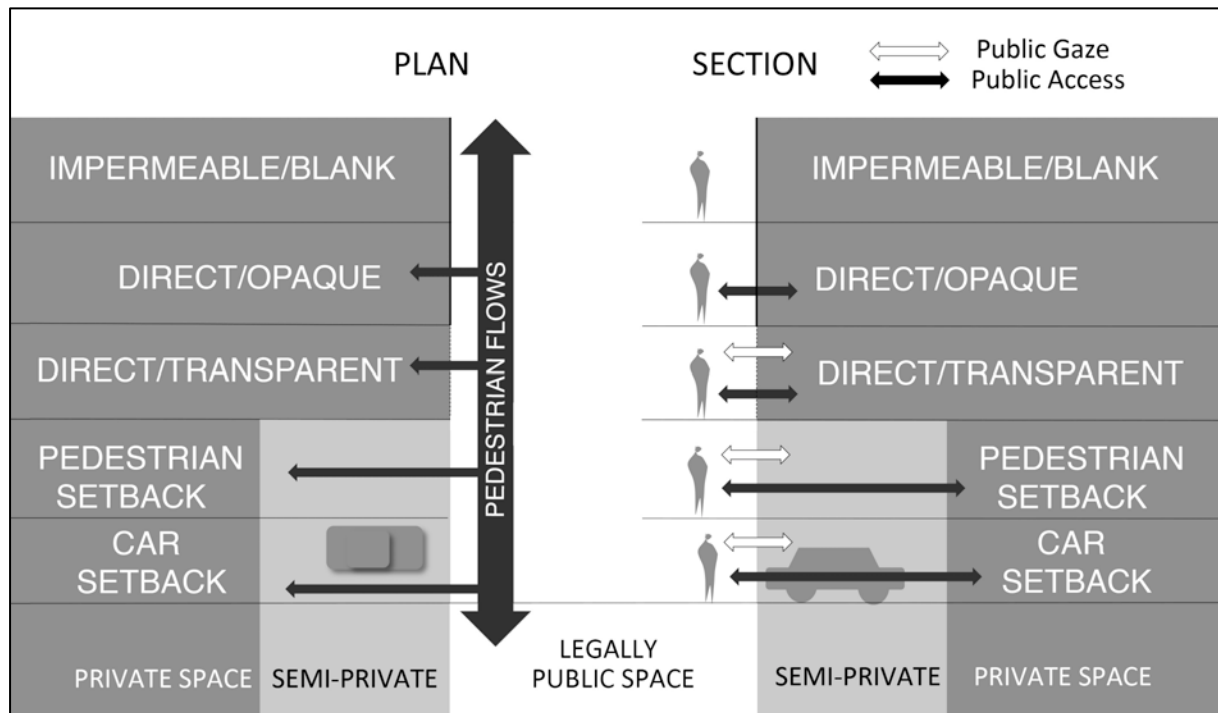 PLAN
SECTION
Public Gaze
Public Access
IMPERMEABLE/BLANK
DIRECT/OPAQUE
DIRECT/TRANSPARENT
PEDESTRIAN
SETBACK
CAR
SETBACK
PRIVATE SPACE
SEMI-PRIVATE
PEDESTRIAN FLOWS
LEGALLY
PUBLIC SPACE
IMPERMEABLE/BLANK
DIRECT/OPAQUE
DIRECT/TRANSPARENT
PEDESTRIAN
SETBACK
CAR
SETBACK
SEMI-PRIVATE
PRIVATE SPACE